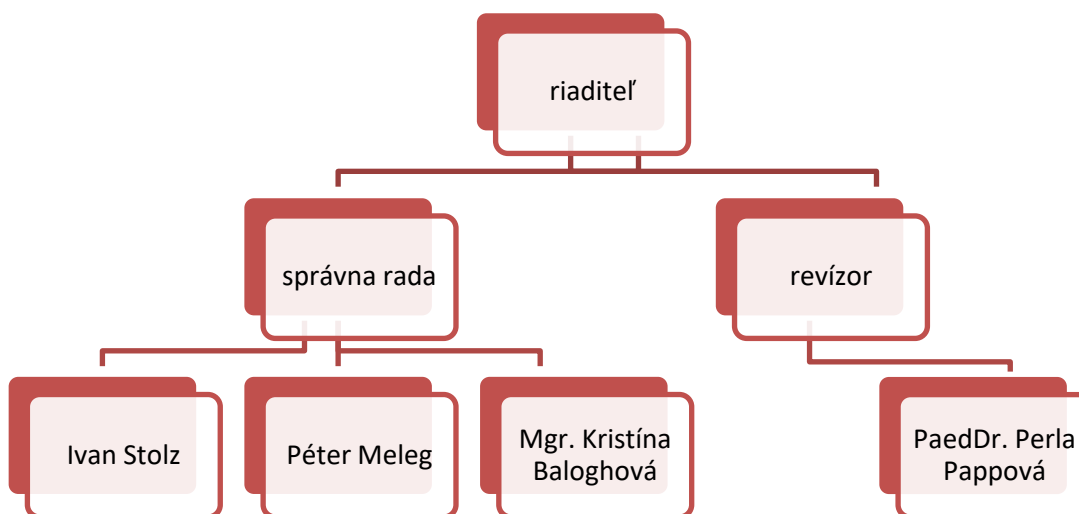 riaditeľ
správna rada
revízor
Ivan Stolz
Péter Meleg
Mgr. Kristína
Baloghová
PaedDr. Perla
Pappová